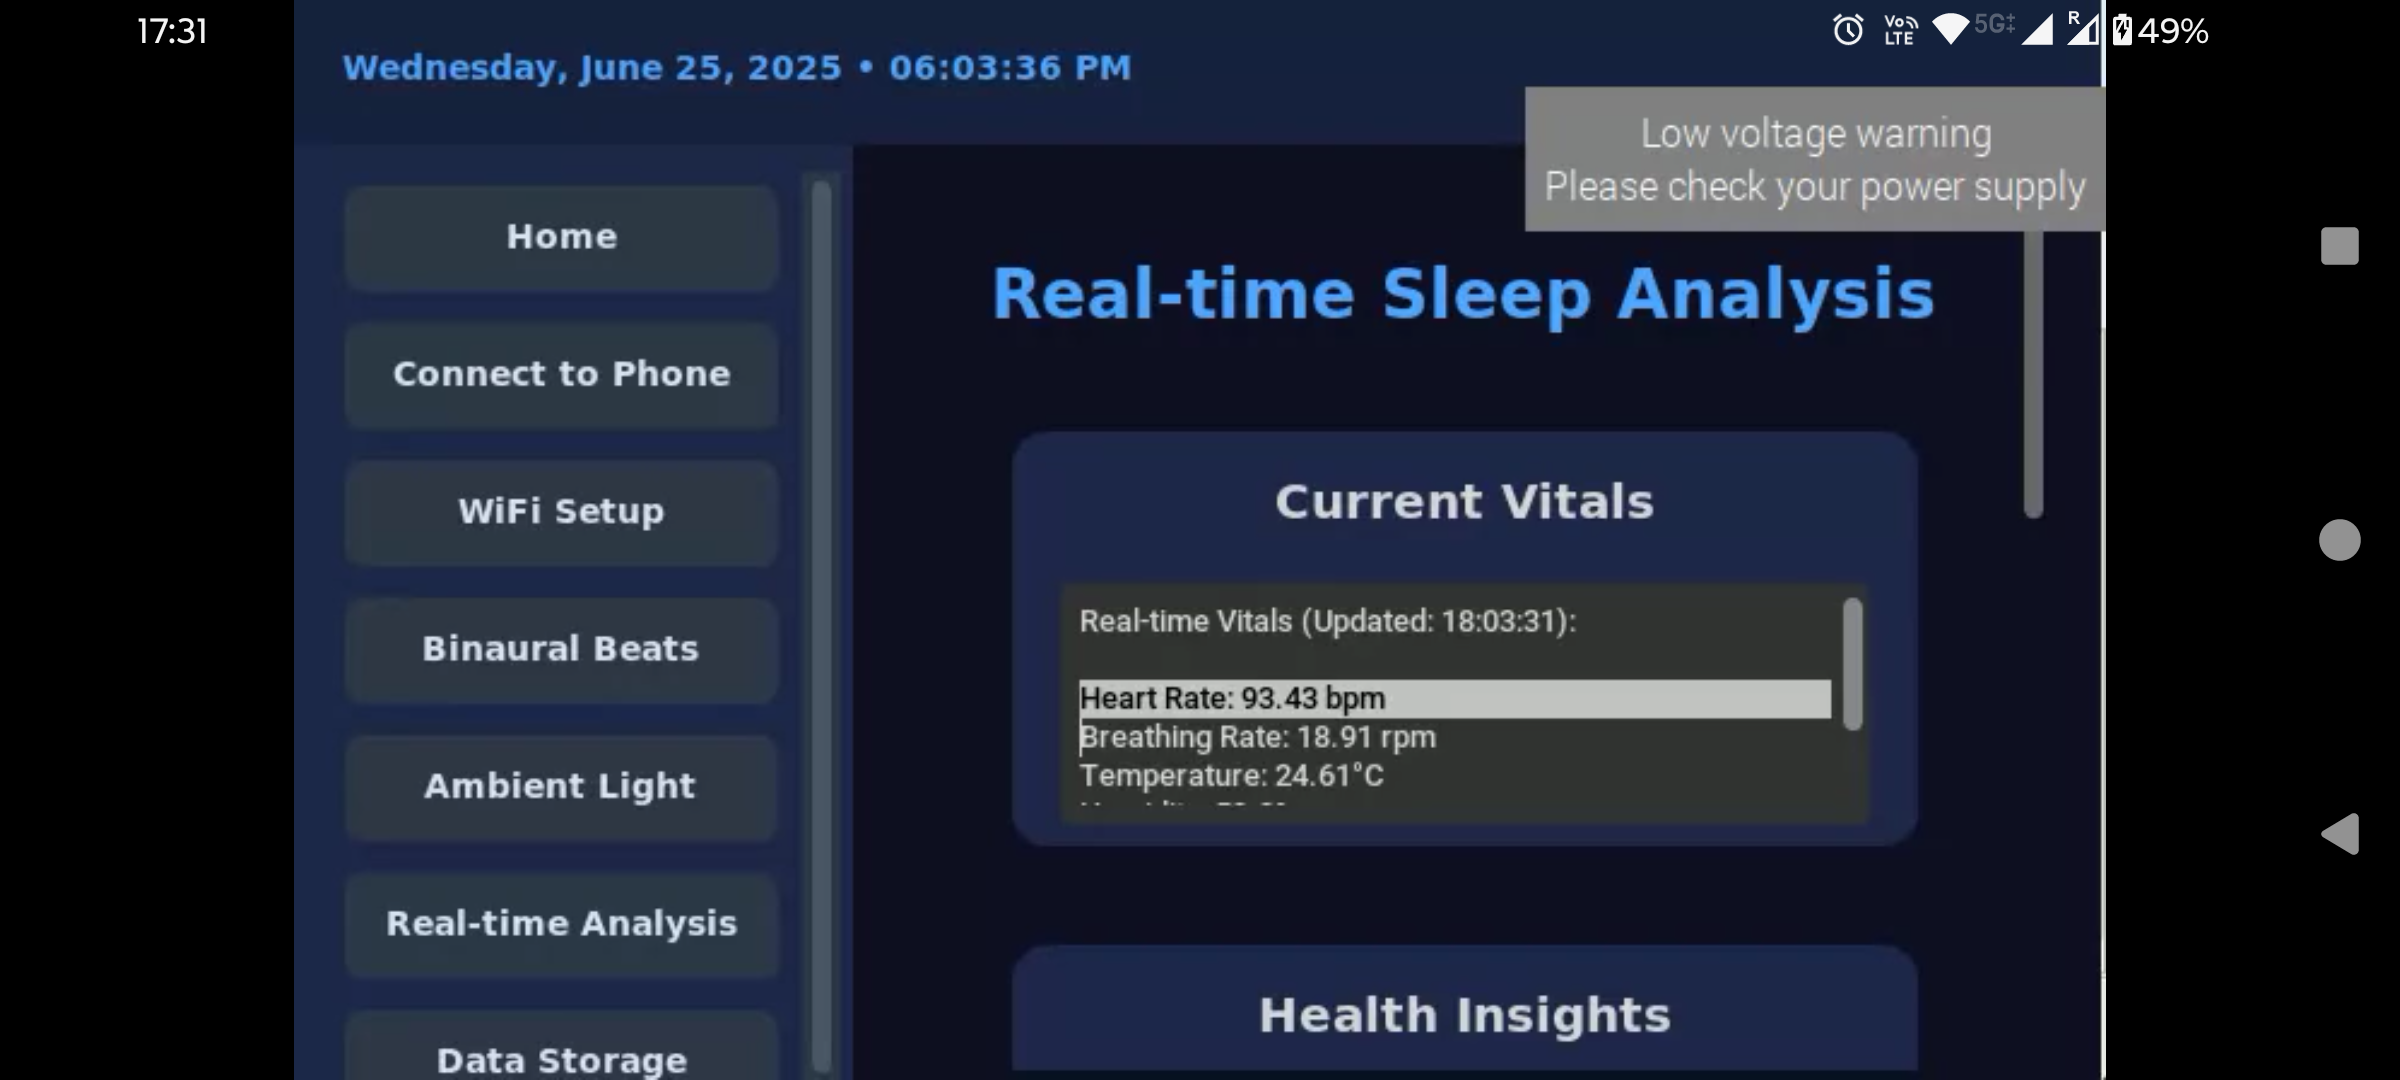 17:31
Wednesday, June 25, 2025 • 06:03:36 PM
Vo LTE
5G
R
49%
Low voltage warning
Please check your power supply
Home
Connect to Phone
WiFi Setup
Binaural Beats
Ambient Light
Real-time Analysis
Data Storage
Real-time Sleep Analysis
Current Vitals
Real-time Vitals (Updated: 18:03:31):
Heart Rate: 93.43 bpm
Breathing Rate: 18.91 rpm
Temperature: 24.61°C
Health Insights